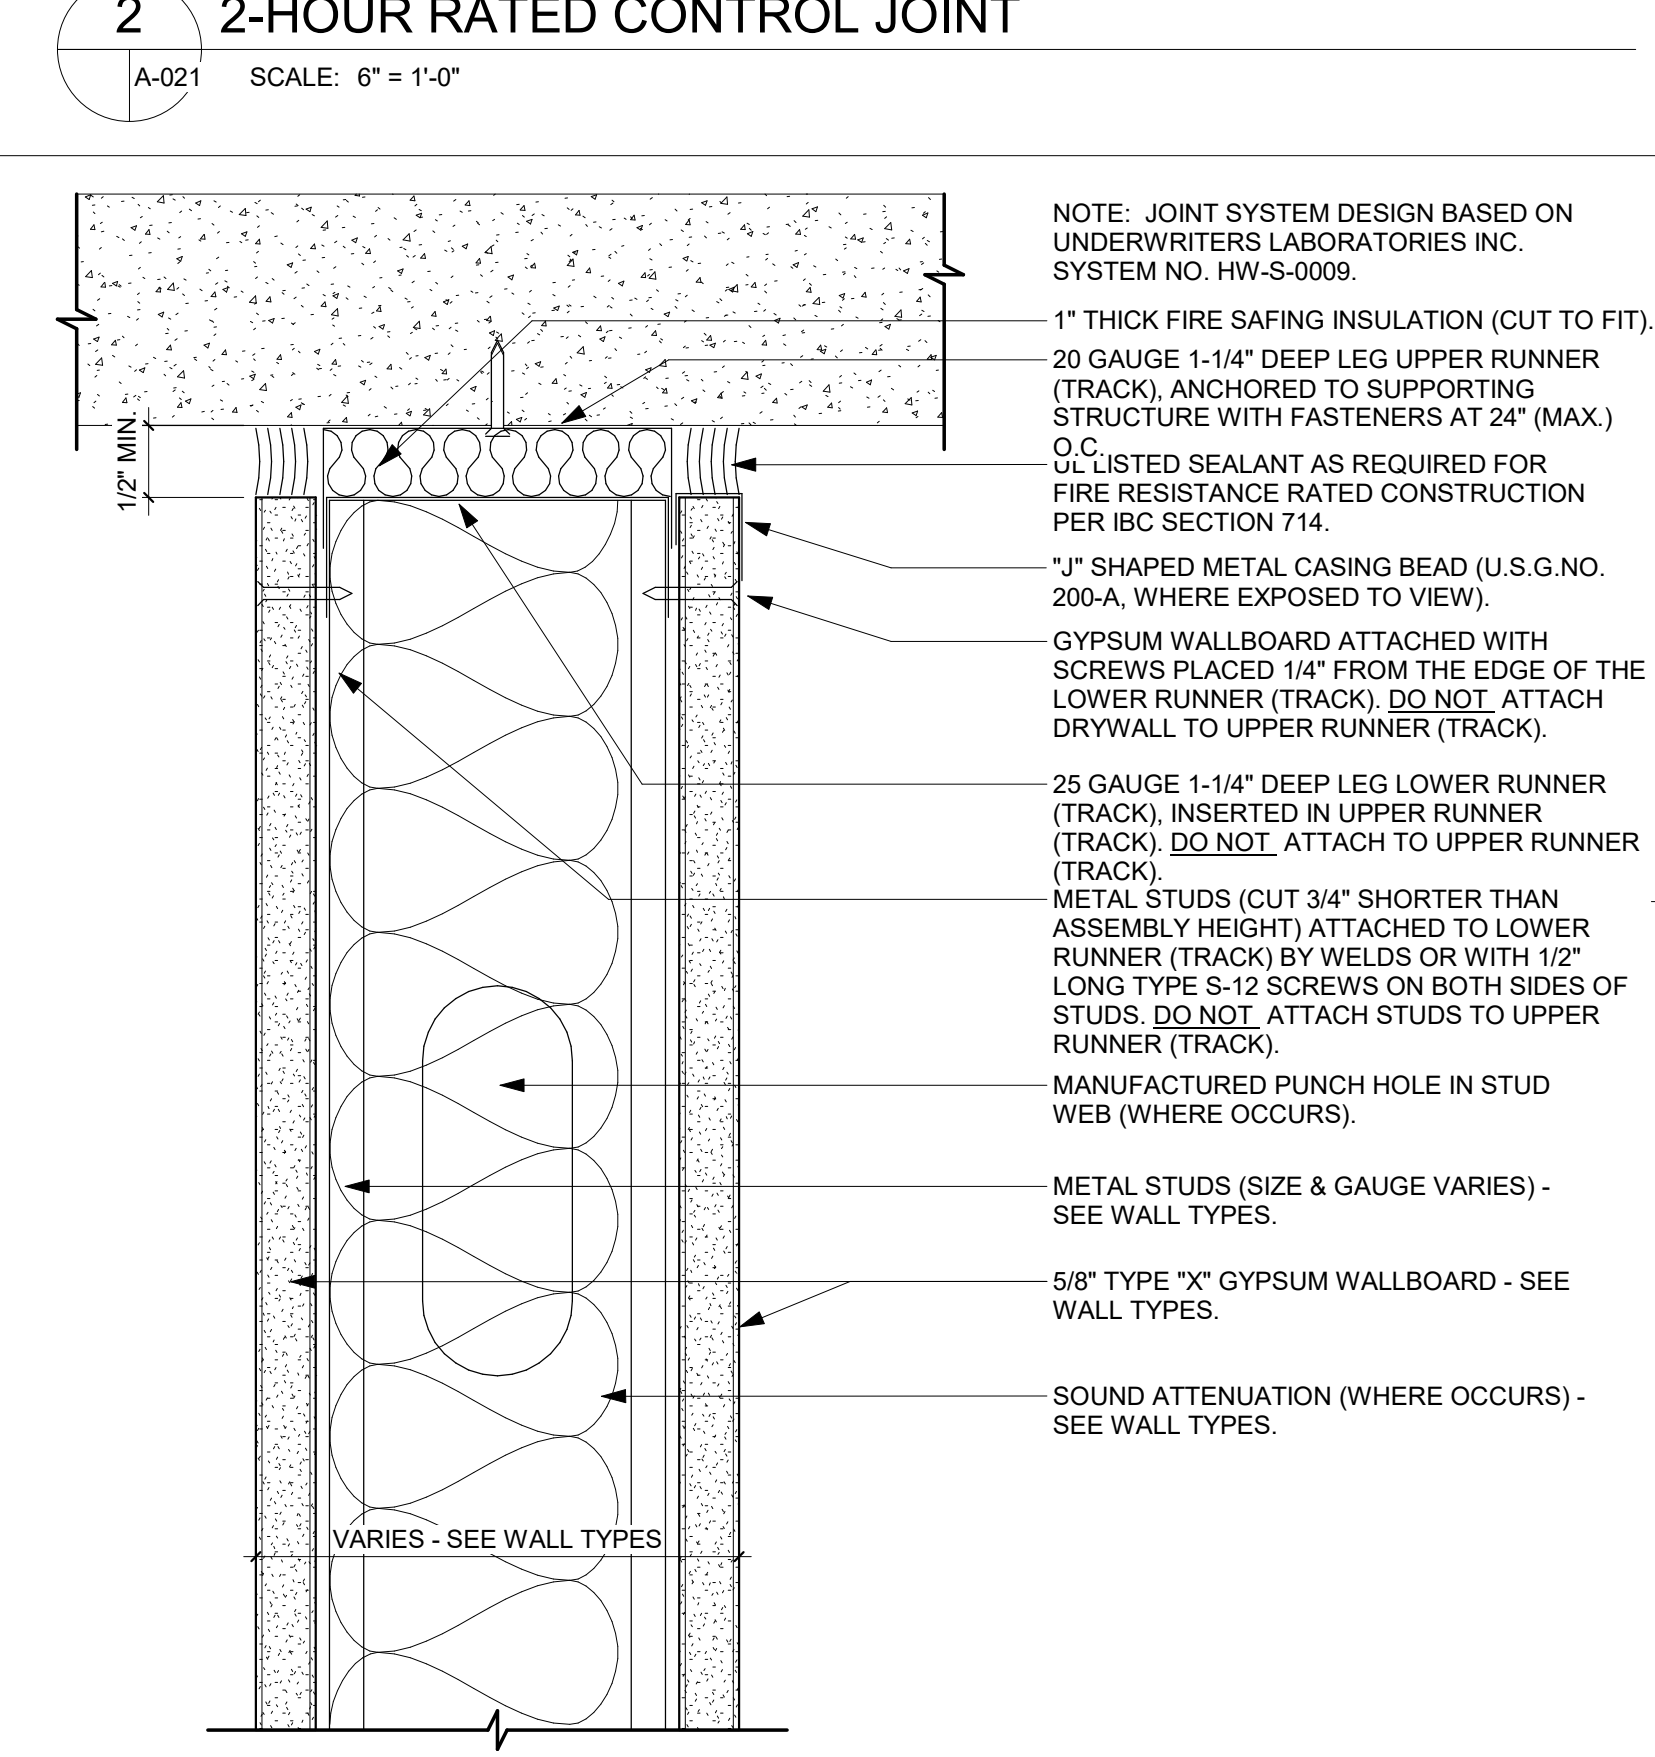 2 2-HOUR RATED CONTROL JOINT
A-021 SCALE: 6" = 1'-0"
NOTE: JOINT SYSTEM DESIGN BASED ON
UNDERWRITERS LABORATORIES INC.
SYSTEM NO. HW-S-0009.
1" THICK FIRE SAFING INSULATION (CUT TO FIT).
20 GAUGE 1-1/4" DEEP LEG UPPER RUNNER
(TRACK), ANCHORED TO SUPPORTING
STRUCTURE WITH FASTENERS AT 24" (MAX.)
O.C.
UL LISTED SEALANT AS REQUIRED FOR
FIRE RESISTANCE RATED CONSTRUCTION
PER IBC SECTION 714.
1/2" MIN.
"J" SHAPED METAL CASING BEAD (U.S.G.NO.
200-A, WHERE EXPOSED TO VIEW).
GYPSUM WALLBOARD ATTACHED WITH
SCREWS PLACED 1/4" FROM THE EDGE OF THE
LOWER RUNNER (TRACK). DO NOT ATTACH
DRYWALL TO UPPER RUNNER (TRACK).
25 GAUGE 1-1/4" DEEP LEG LOWER RUNNER
(TRACK), INSERTED IN UPPER RUNNER
(TRACK). DO NOT ATTACH TO UPPER RUNNER
(TRACK).
METAL STUDS (CUT 3/4" SHORTER THAN
ASSEMBLY HEIGHT) ATTACHED TO LOWER
RUNNER (TRACK) BY WELDS OR WITH 1/2"
LONG TYPE S-12 SCREWS ON BOTH SIDES OF
STUDS. DO NOT ATTACH STUDS TO UPPER
RUNNER (TRACK).
MANUFACTURED PUNCH HOLE IN STUD
WEB (WHERE OCCURS).
METAL STUDS (SIZE & GAUGE VARIES) -
SEE WALL TYPES.
5/8" TYPE "X" GYPSUM WALLBOARD - SEE
WALL TYPES.
SOUND ATTENUATION (WHERE OCCURS) -
SEE WALL TYPES.
VARIES - SEE WALL TYPES